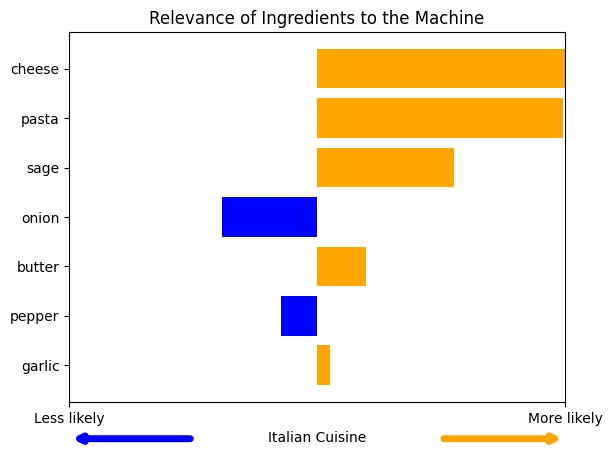 Relevance of Ingredients to the Machine
cheese
pasta
sage
onion
butter
pepper
garlic
Less likely
More likely
Italian Cuisine